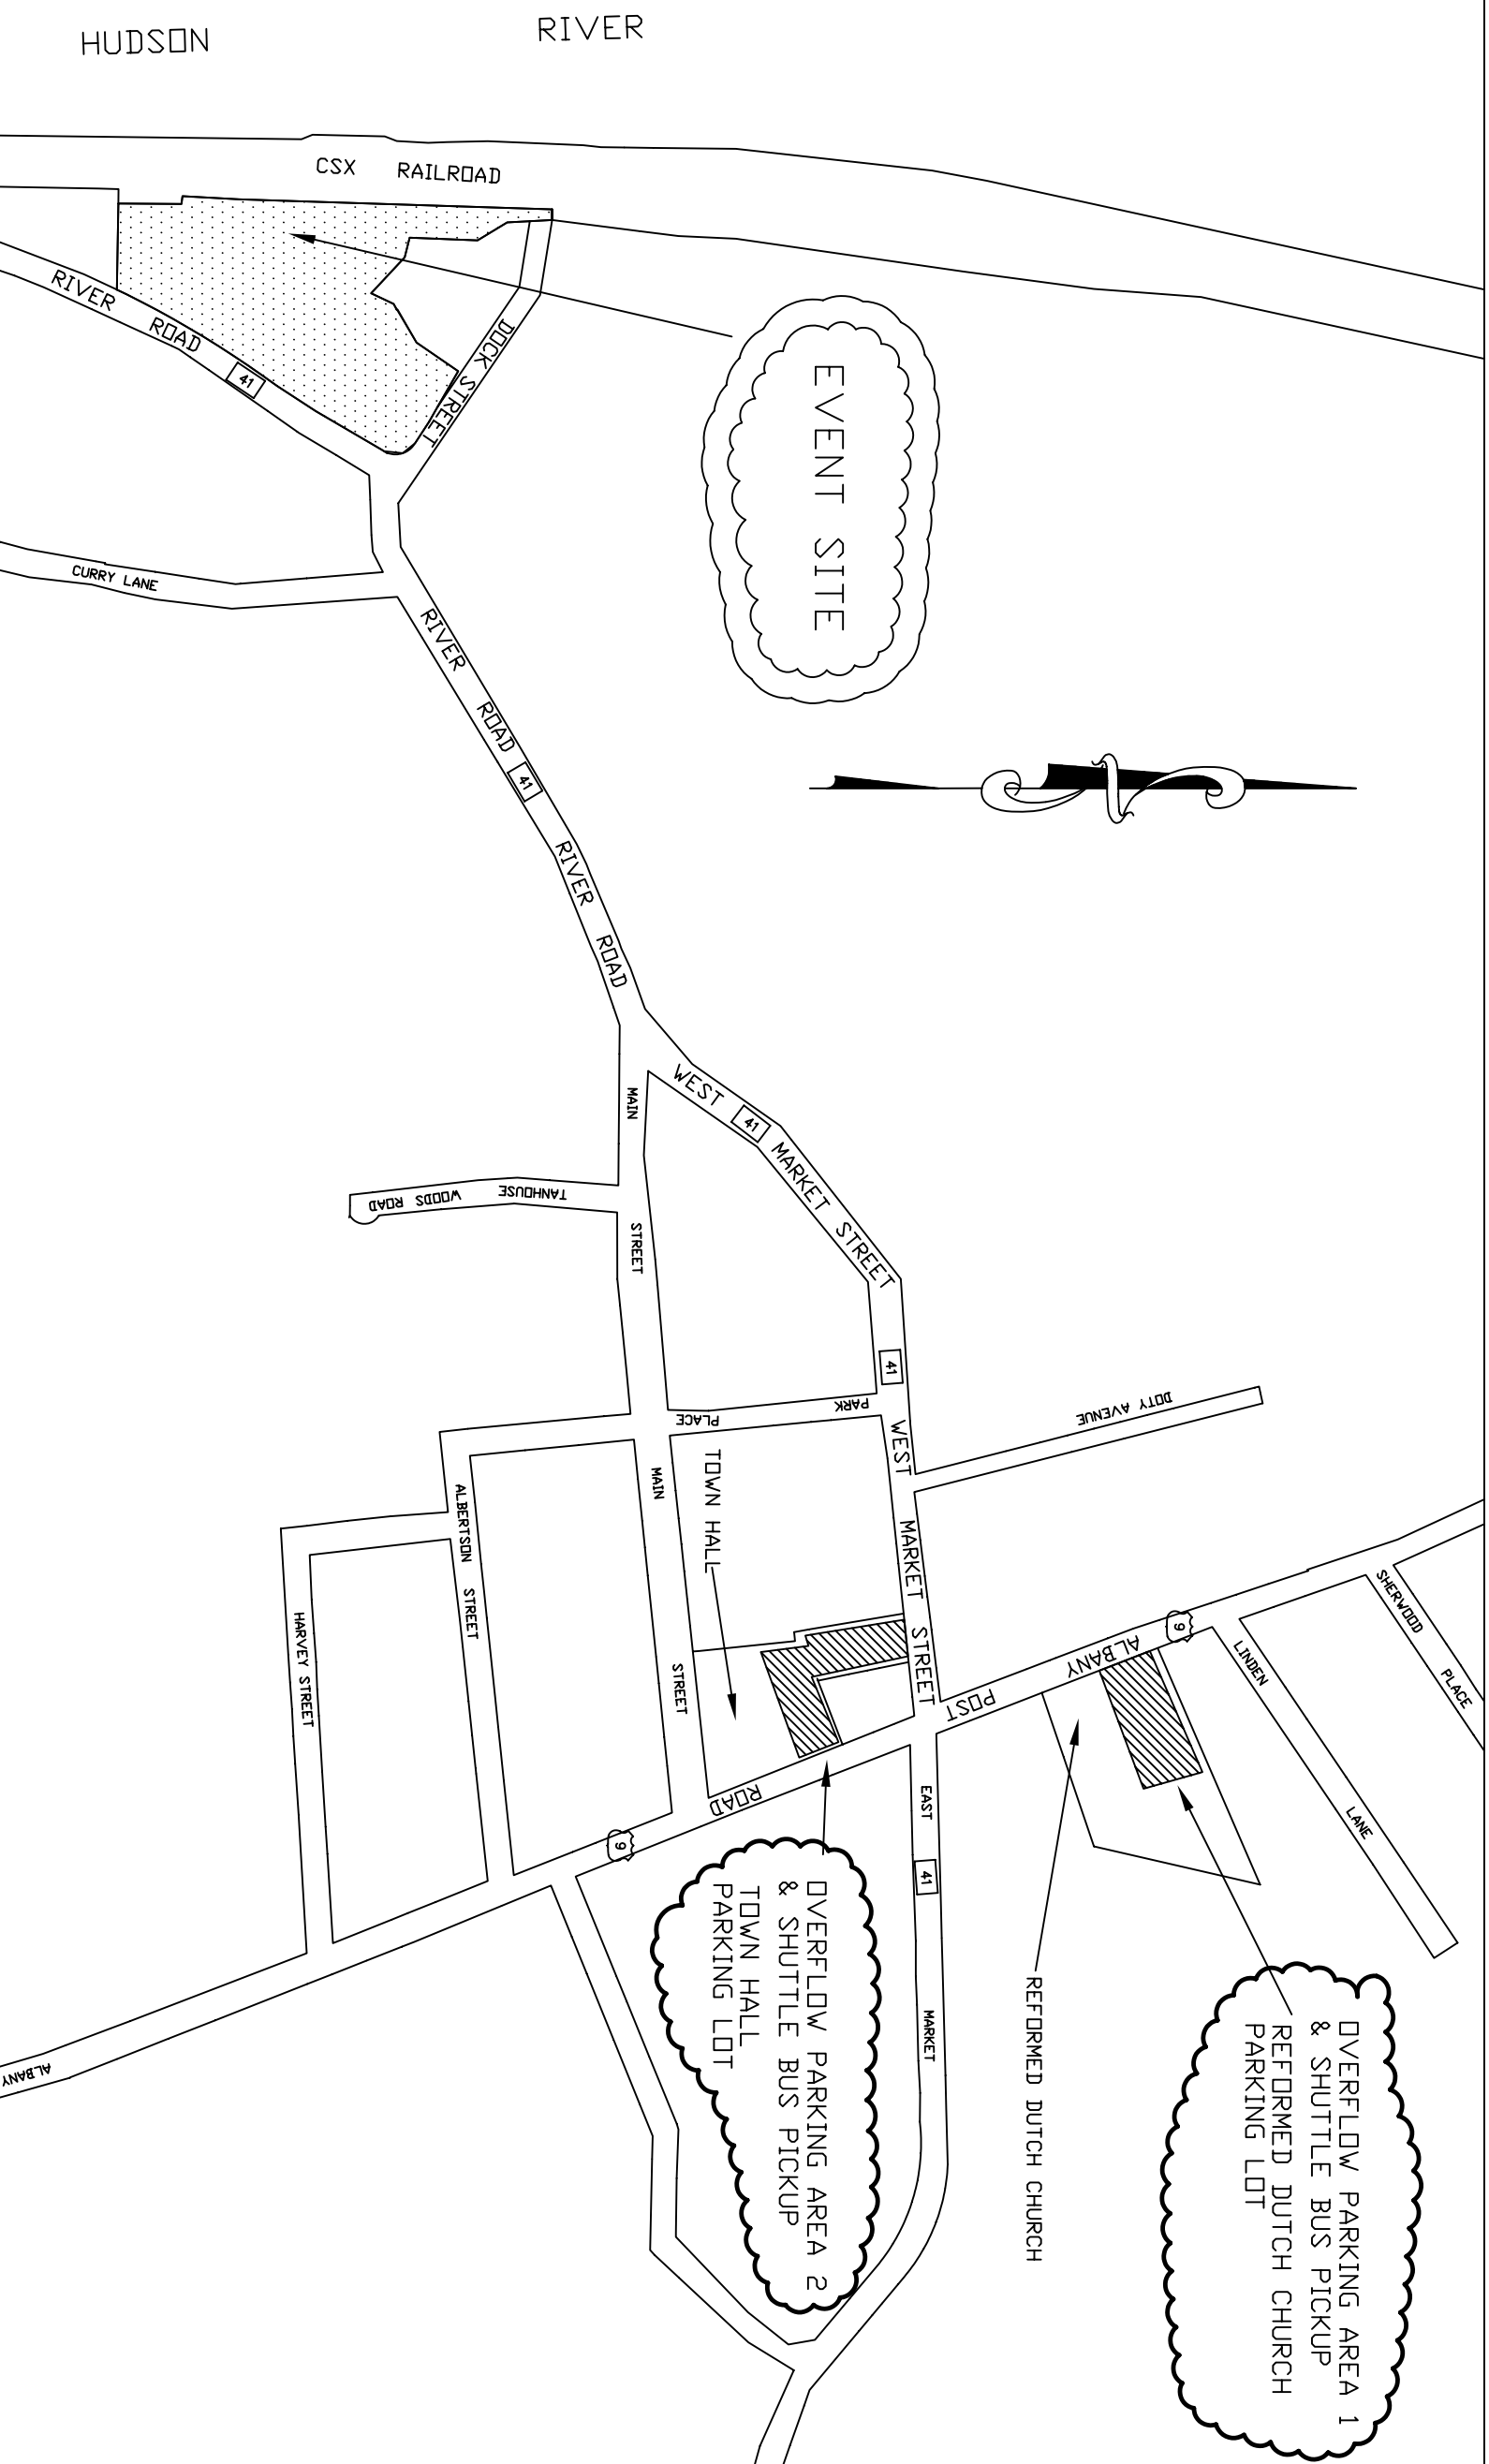 HUDSON RIVER
CSX RAILROAD
RIVER ROAD
41
DOCK STREET
EVENT SITE
CURRY LANE
RIVER ROAD
41
RIVER ROAD
WEST
41
MARKET STREET
MAIN
STREET
TANHOUSE WOODS ROAD
41
PARK PLACE
DOTY AVENUE
WEST MARKET STREET
TOWN HALL
MAIN
STREET
ALBERTSON STREET
HARVEY STREET
ALBANY
9
POST
ROAD
9
ALBANY
LINDEN
LANE
SHERWOOD
PLACE
EAST
41
MARKET
REFORMED DUTCH CHURCH
OVERFLOW PARKING AREA 1
& SHUTTLE BUS PICKUP
REFORMED DUTCH CHURCH
PARKING LOT
OVERFLOW PARKING AREA 2
& SHUTTLE BUS PICKUP
TOWN HALL
PARKING LOT